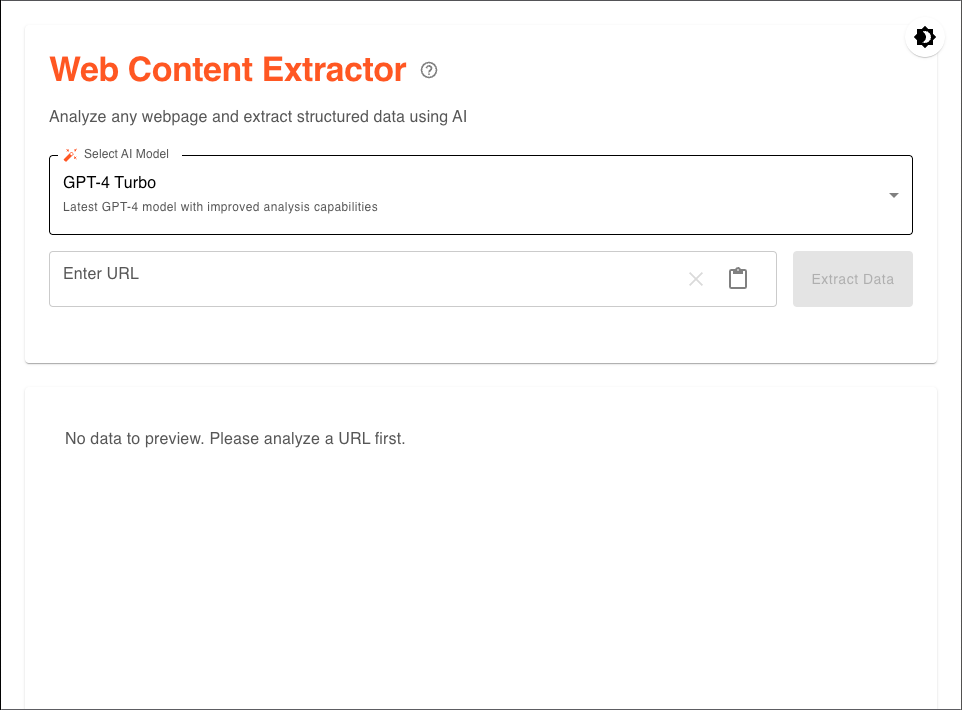 Web Content Extractor
Analyze any webpage and extract structured data using AI
Select AI Model
GPT-4 Turbo
Latest GPT-4 model with improved analysis capabilities
Enter URL
Extract Data
No data to preview. Please analyze a URL first.